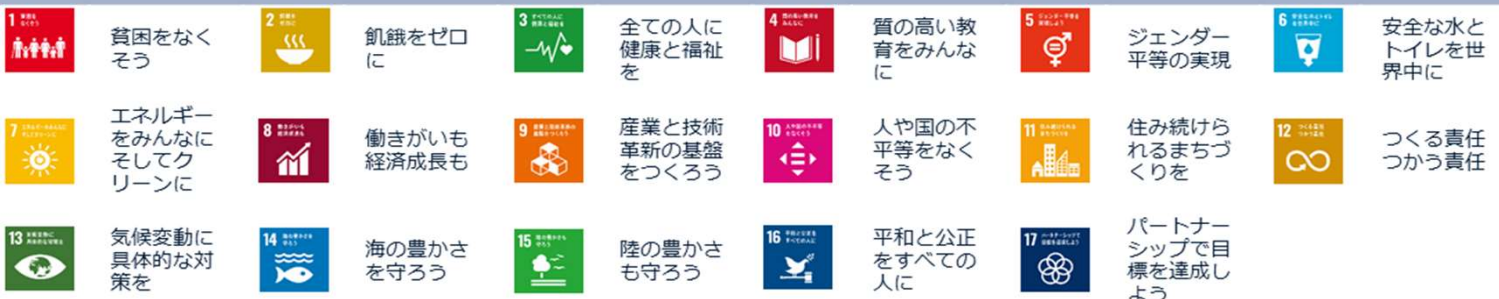 1
貧困をなく
そう
2
飢餓をゼロ
に
3
全ての人に
健康と福祉
を
4
質の高い教
育をみんな
に
5
ジェンダー
平等の実現
6
安全な水と
トイレを世
界中に
7
エネルギー
をみんなに
そしてク
リーンに
8
働きがいも
経済成長も
9
産業と技術
革新の基盤
をつくろう
10
人や国の不
平等をなく
そう
11
住み続けら
れるまちづ
くりを
12
つくる責任
つかう責任
つくる責任
つかう責任
13
気候変動に
具体的な対
策を
14
海の豊かさ
を守ろう
15
陸の豊かさ
も守ろう
16
平和と公正
をすべての
人に
17
パートナー
シップで目
標を達成し
よう